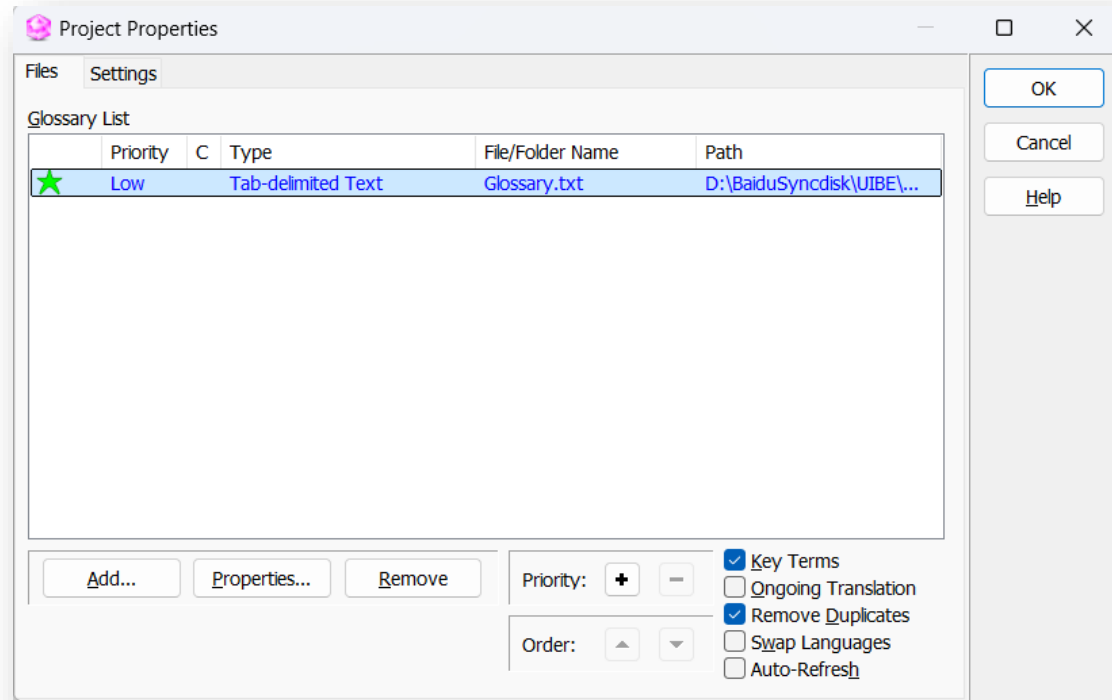 Project Properties
Files Settings
OK
Glossary List
Priority C Type File/Folder Name Path
Cancel
Low Tab-delimited Text Glossary.txt D:\BaiduSyncdisk\UIBE\...
Help
Key Terms
Add... Properties... Remove Priority: + −
Ongoing Translation
Remove Duplicates
Order: Swap Languages
Auto-Refresh